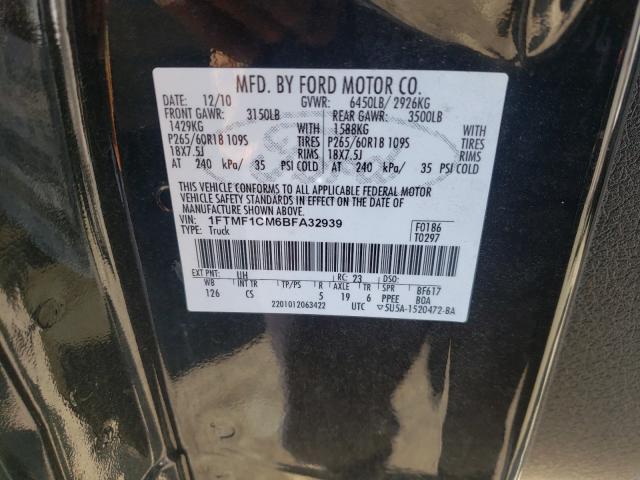 MFD. BY FORD MOTOR CO.
DATE: 12/10 GVWR: 6450LB/ 2926KG
FRONT GAWR: 3150LB REAR GAWR: 3500LB
1429KG WITH 1588KG WITH
P265/60R18 109S TIRES P265/60R18 109S TIRES
18X7.5J RIMS 18X7.5J RIMS
AT 240 kPa/ 35 PSI COLD AT 240 kPa/ 35 PSI COLD
THIS VEHICLE CONFORMS TO ALL APPLICABLE FEDERAL MOTOR
VEHICLE SAFETY STANDARDS IN EFFECT ON THE DATE OF
MANUFACTURE SHOWN ABOVE.
VIN: 1FTMF1CM6BFA32939 F0186
TYPE: Truck T0297
EXT PNT: UH RC: 23 DSO:
WB INT TR TP/PS R AXLE TR SPR BF617
126 CS 5 19 6 PPEE BOA
2201012063422 UTC ▽5U5A-1520472-BA